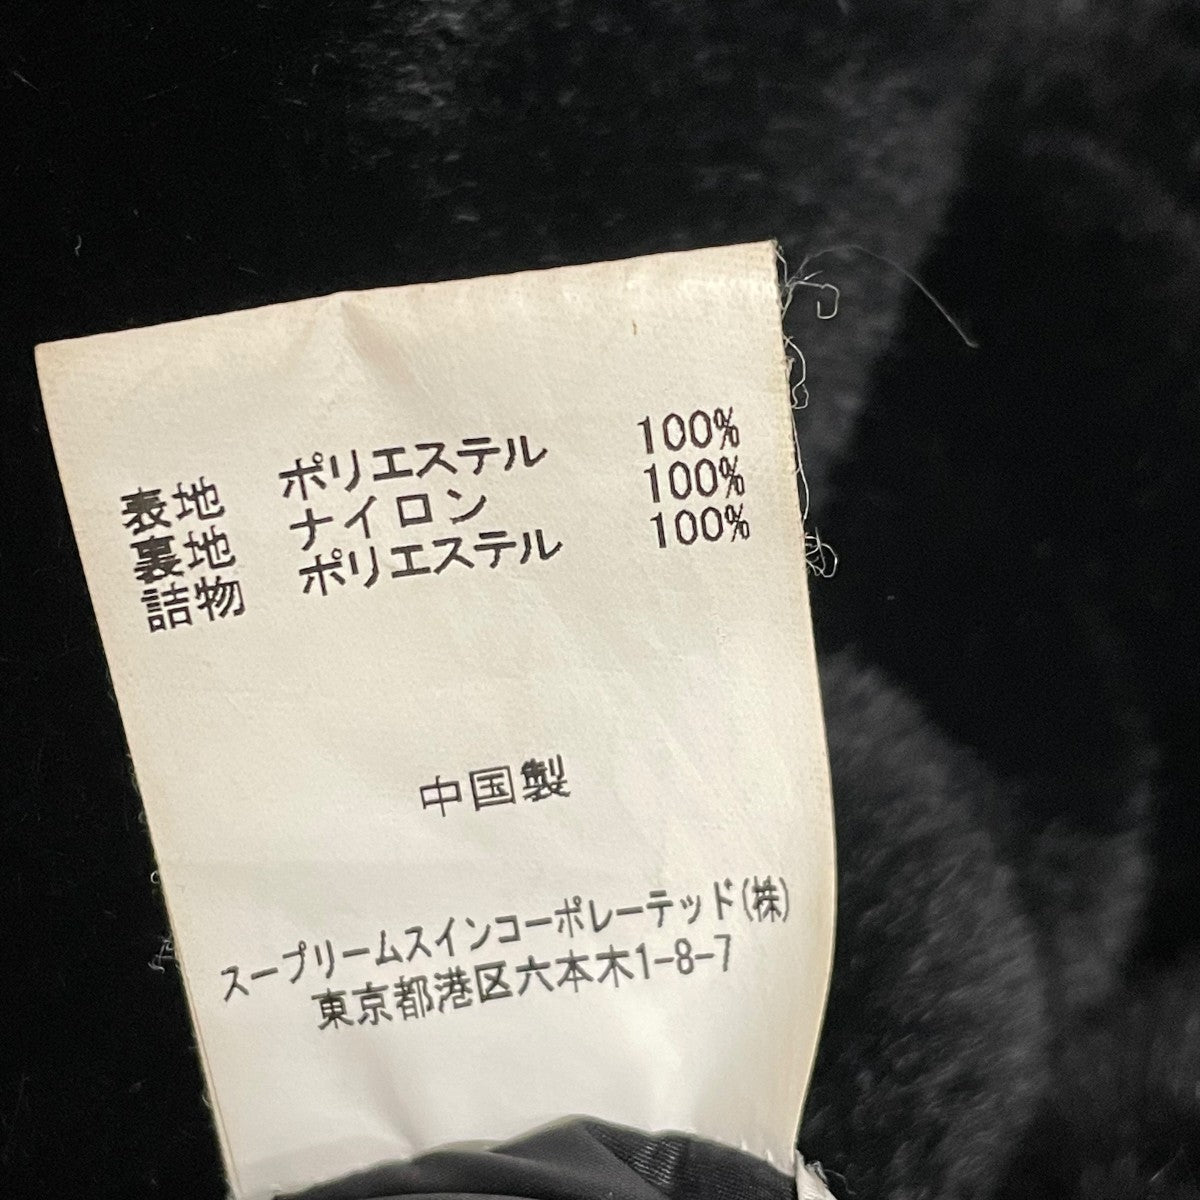 表地 ポリエステル 100%
裏地 ナイロン 100%
詰物 ポリエステル 100%
中国製
スープリームスインコーポレーテッド(株)
東京都港区六本木1-8-7